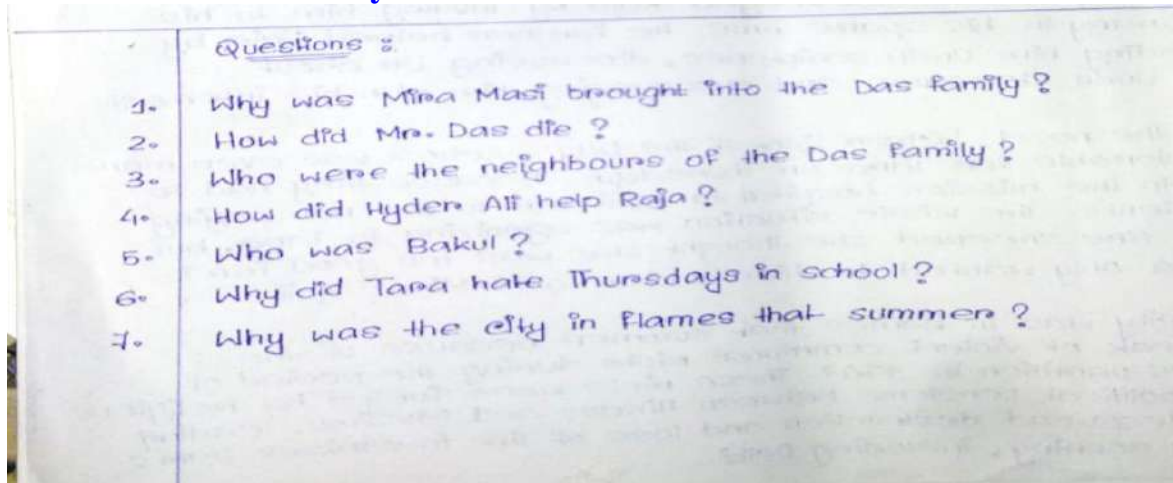 Questions :
1. Why was Mira Masi brought into the Das family ?
2. How did Mr. Das die ?
3. Who were the neighbours of the Das family ?
4. How did Hyder Ali help Raja ?
5. Who was Bakul ?
6. Why did Tara hate Thursdays in school ?
7. Why was the city in flames that summer ?